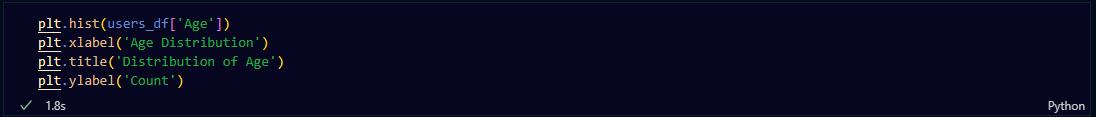 plt.hist(users_df['Age'])
plt.xlabel('Age Distribution')
plt.title('Distribution of Age')
plt.ylabel('Count')
1.8s
Python